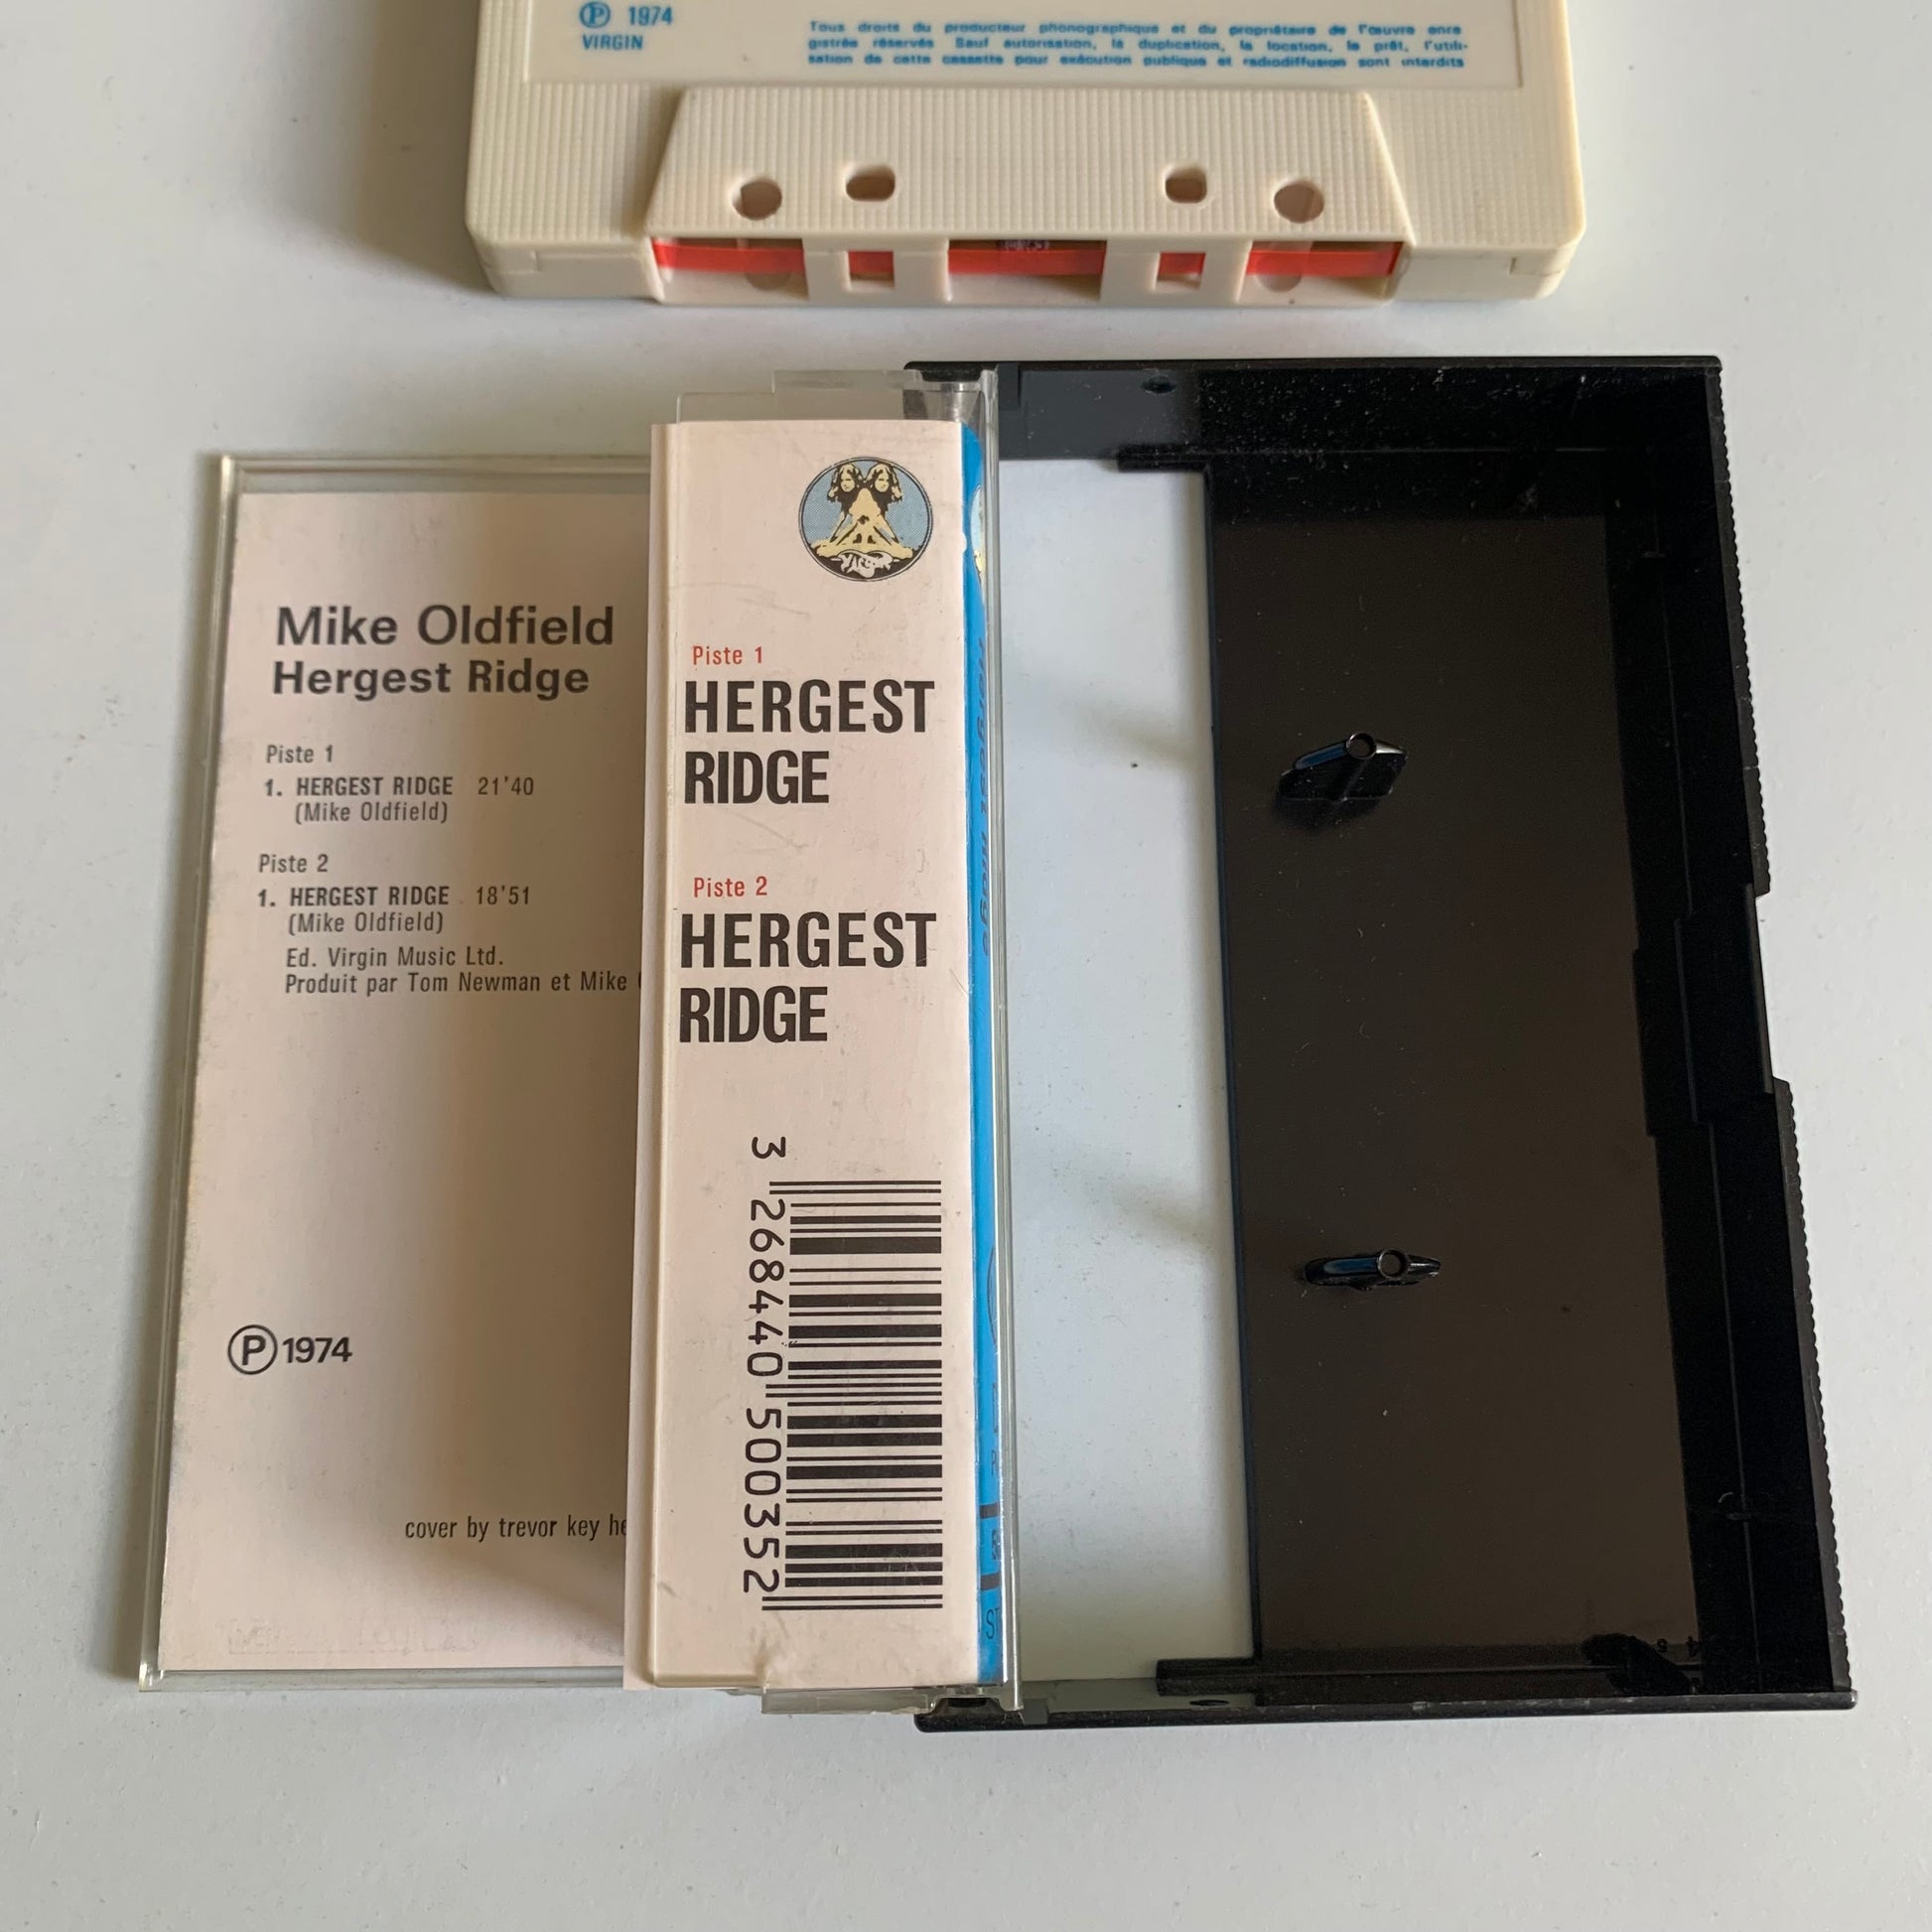 Ⓟ 1974
VIRGIN
Tous droits du producteur phonographique et du propriétaire de l'œuvre enre
gistrée réservés Sauf autorisation, la duplication, la location, le prêt, l'utili-
sation de cette cassette pour exécution publique et radiodiffusion sont interdits
Mike Oldfield
Hergest Ridge
Piste 1
1. HERGEST RIDGE 21'40
(Mike Oldfield)
Piste 2
1. HERGEST RIDGE 18'51
(Mike Oldfield)
Ed. Virgin Music Ltd.
Produit par Tom Newman et Mike
Ⓟ 1974
cover by trevor key
Piste 1
HERGEST
RIDGE
Piste 2
HERGEST
RIDGE
3 268440 500352